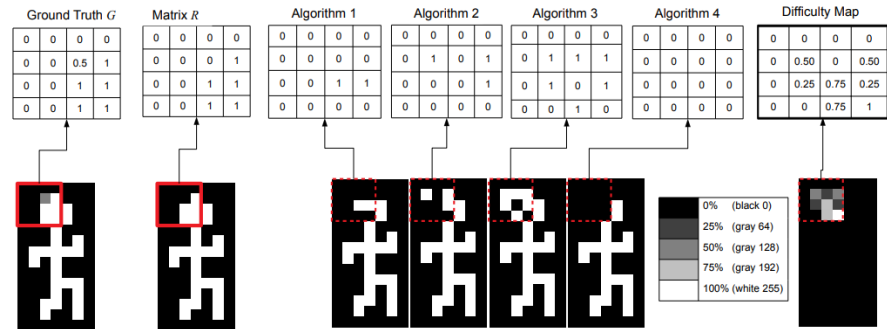 Ground Truth G Matrix R Algorithm 1 Algorithm 2 Algorithm 3 Algorithm 4 Difficulty Map
0 0 0 0 0 0 0 0 0 0 0 0 0 0 0 0 0 0 0 0 0 0 0 0 0 0 0 0
0 0 0.5 1 0 0 0 1 0 0 0 0 0 1 0 1 0 1 1 1 0 0 0 0 0 0.50 0 0.50
0 0 1 1 0 0 1 1 0 0 1 1 0 0 0 1 0 1 0 1 0 0 0 0 0 0.25 0.75 0.25
0 0 1 1 0 0 1 1 0 0 0 0 0 0 0 0 0 0 1 0 0 0 0 0 0 0 0.75 1
0% (black 0)
25% (gray 64)
50% (gray 128)
75% (gray 192)
100% (white 255)